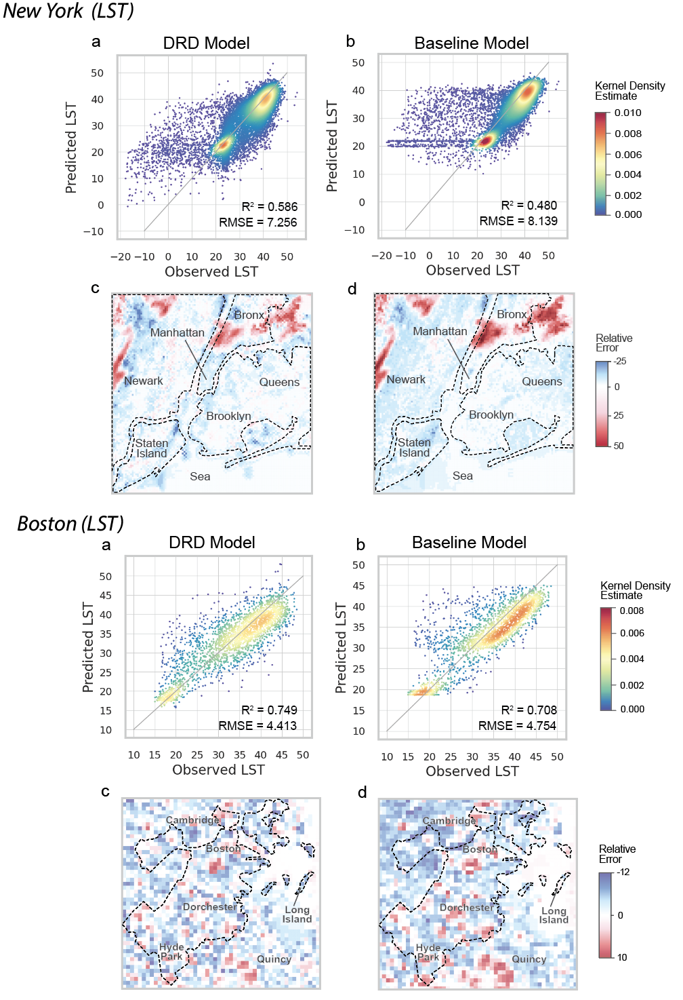 New York (LST)
a
DRD Model
b
Baseline Model
Predicted LST
50
40
30
20
10
0
−10
R² = 0.586
RMSE = 7.256
−20 −10 0 10 20 30 40 50
Observed LST
Predicted LST
50
40
30
20
10
0
−10
R² = 0.480
RMSE = 8.139
−20 −10 0 10 20 30 40 50
Observed LST
Kernel Density
Estimate
0.010
0.008
0.006
0.004
0.002
0.000
c
Bronx
Manhattan
Newark
Queens
Brooklyn
Staten
Island
Sea
d
Bronx
Manhattan
Newark
Queens
Brooklyn
Staten
Island
Sea
Relative
Error
-25
0
25
50
Boston (LST)
a
DRD Model
b
Baseline Model
Predicted LST
50
45
40
35
30
25
20
15
10
R² = 0.749
RMSE = 4.413
10 15 20 25 30 35 40 45 50
Observed LST
Predicted LST
50
45
40
35
30
25
20
15
10
R² = 0.708
RMSE = 4.754
10 15 20 25 30 35 40 45 50
Observed LST
Kernel Density
Estimate
0.008
0.006
0.004
0.002
0.000
c
Cambridge
Boston
Dorchester
Long
Island
Hyde
Park
Quincy
d
Cambridge
Boston
Dorchester
Long
Island
Hyde
Park
Quincy
Relative
Error
-12
0
10